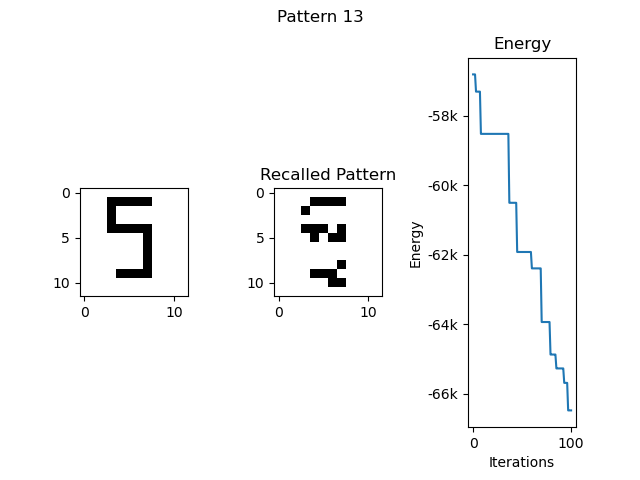 Pattern 13
0
5
10
0
10
Recalled Pattern
0
5
10
0
10
Energy
Energy
-58k
-60k
-62k
-64k
-66k
0
100
Iterations